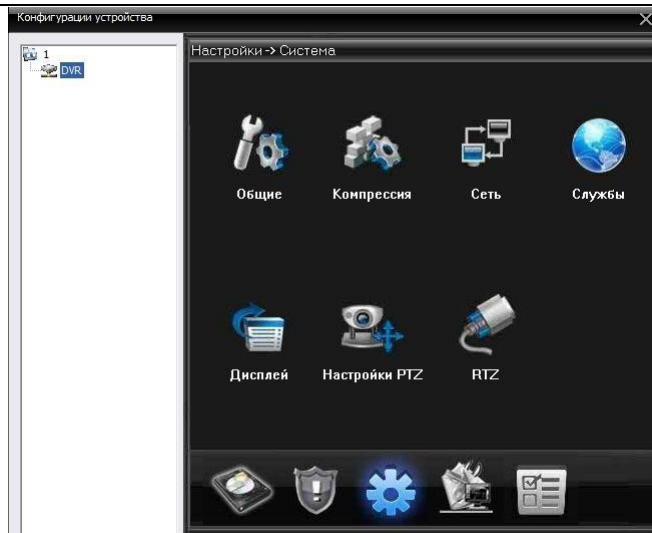 Конфигурации устройства
1
DVR
Настройки-> Система
Общие
Компрессия
Сеть
Службы
Дисплей
Настройки PTZ
RTZ